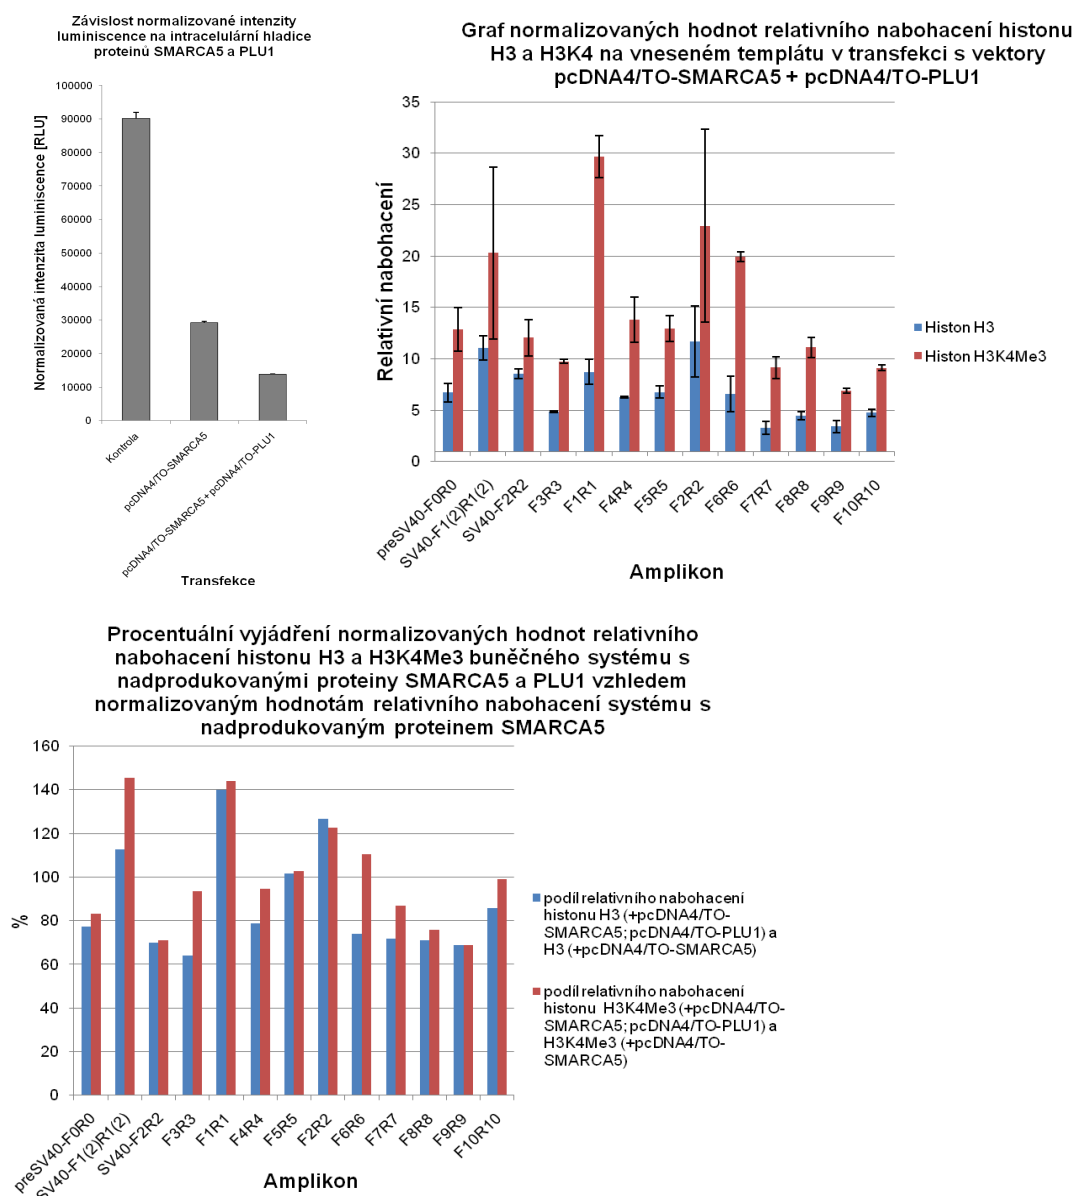 Závislost normalizované intenzity
luminiscence na intracelulární hladice
proteinů SMARCA5 a PLU1
Normalizovaná intenzita luminiscence [RLU]
100000
90000
80000
70000
60000
50000
40000
30000
20000
10000
0
Kontrola
pcDNA4/TO-SMARCA5
pcDNA4/TO-SMARCA5 + pcDNA4/TO-PLU1
Transfekce
Graf normalizovaných hodnot relativního nabohacení histonu
H3 a H3K4 na vneseném templátu v transfekci s vektory
pcDNA4/TO-SMARCA5 + pcDNA4/TO-PLU1
Relativní nabohacení
35
30
25
20
15
10
5
0
preSV40-F0R0
SV40-F1(2)R1(2)
SV40-F2R2
F3R3
F1R1
F4R4
F5R5
F2R2
F6R6
F7R7
F8R8
F9R9
F10R10
Amplikon
Histon H3
Histon H3K4Me3
Procentuální vyjádření normalizovaných hodnot relativního
nabohacení histonu H3 a H3K4Me3 buněčného systému s
nadprodukovanými proteiny SMARCA5 a PLU1 vzhledem
normalizovaným hodnotám relativního nabohacení systému s
nadprodukovaným proteinem SMARCA5
%
160
140
120
100
80
60
40
20
0
preSV40-F0R0
SV40-F1(2)R1(2)
SV40-F2R2
F3R3
F1R1
F4R4
F5R5
F2R2
F6R6
F7R7
F8R8
F9R9
F10R10
Amplikon
podíl relativního nabohacení
histonu H3 (+pcDNA4/TO-
SMARCA5; pcDNA4/TO-PLU1) a
H3 (+pcDNA4/TO-SMARCA5)
podíl relativního nabohacení
histonu H3K4Me3 (+pcDNA4/TO-
SMARCA5; pcDNA4/TO-PLU1) a
H3K4Me3 (+pcDNA4/TO-
SMARCA5)